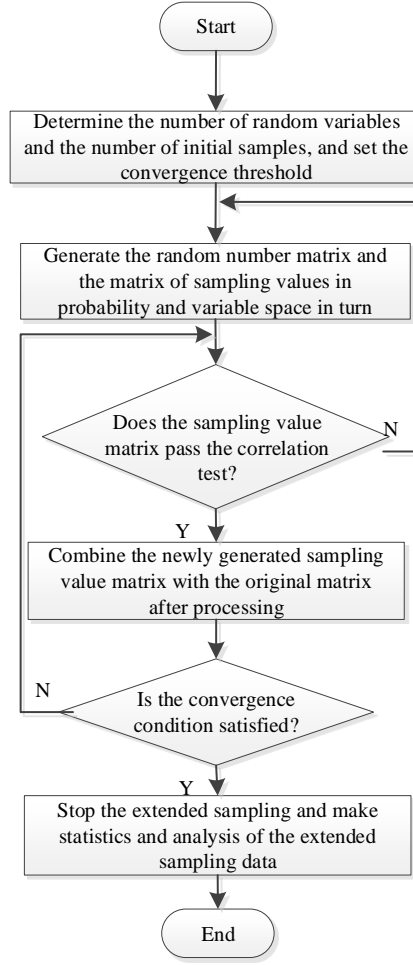 Start
Determine the number of random variables
and the number of initial samples, and set the
convergence threshold
Generate the random number matrix and
the matrix of sampling values in
probability and variable space in turn
Does the sampling value
matrix pass the correlation
test?
N
Y
Combine the newly generated sampling
value matrix with the original matrix
after processing
N
Is the convergence
condition satisfied?
Y
Stop the extended sampling and make
statistics and analysis of the extended
sampling data
End